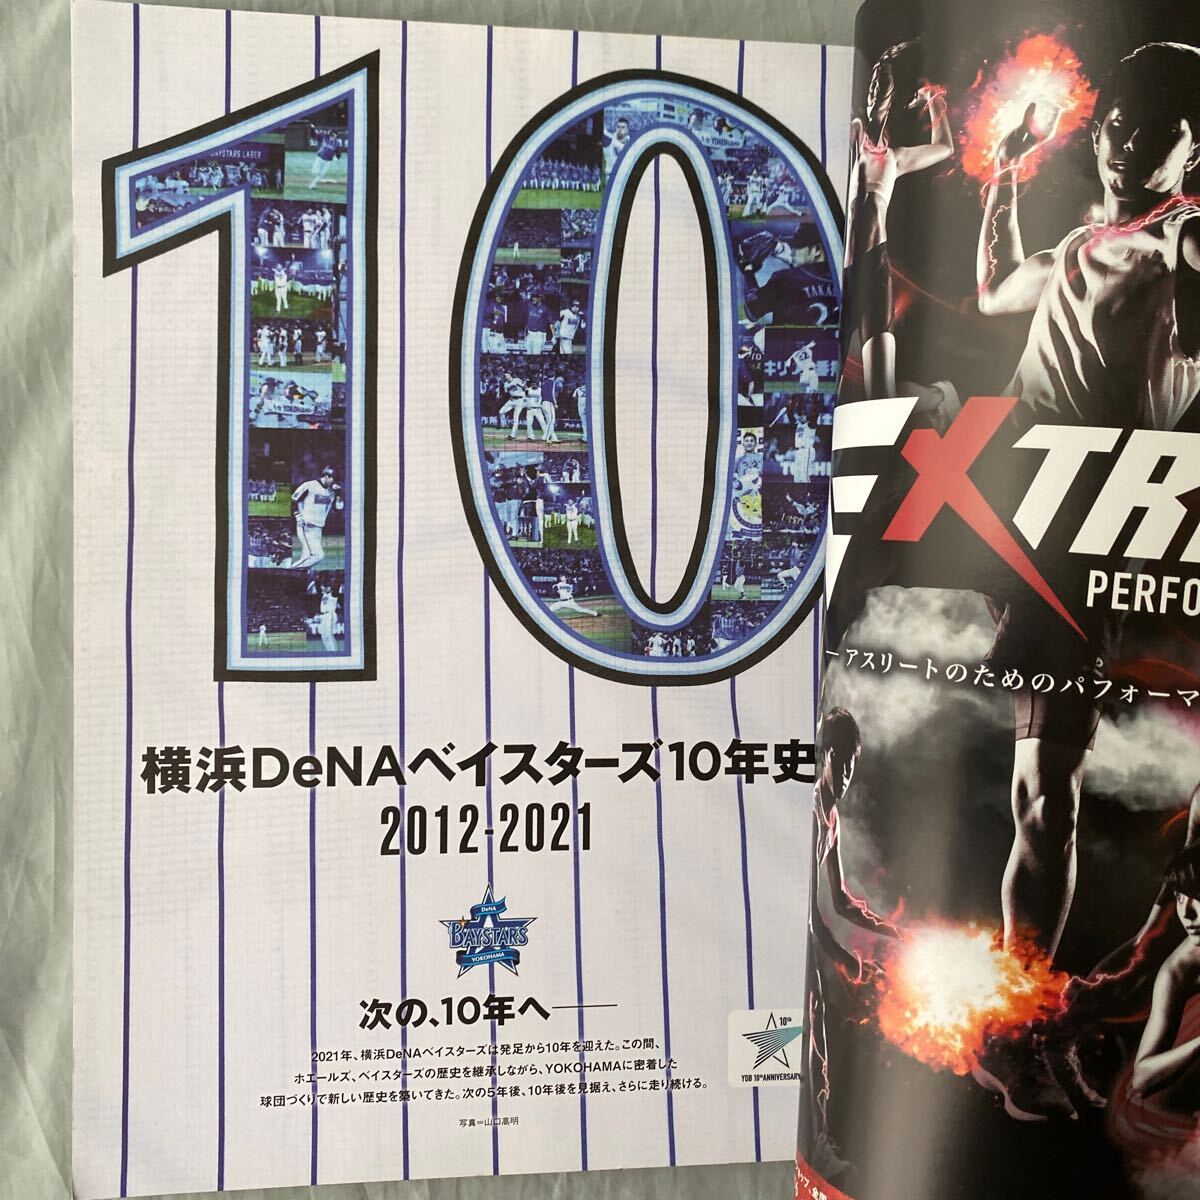 10
BAYSTARS LAGER
YOKOHAMA
TAKA
横浜DeNAベイスターズ10年史
2012-2021
DeNA
BAYSTARS
YOKOHAMA
次の、10年へ――
2021年、横浜DeNAベイスターズは発足から10年を迎えた。この間、
ホエールズ、ベイスターズの歴史を継承しながら、YOKOHAMAに密着した
球団づくりで新しい歴史を築いてきた。次の5年後、10年後を見据え、さらに走り続ける。
写真=山口高明
10th
YDB 10thANNIVERSARY
EXTR
PERFO
―アスリートのためのパフォーマ